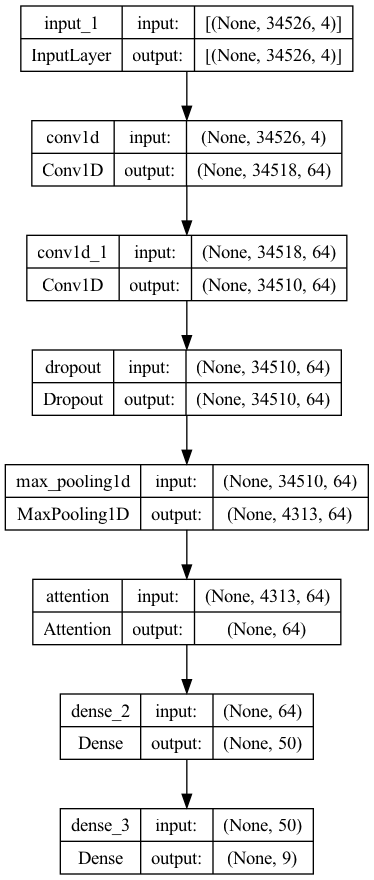 input_1 input: [(None, 34526, 4)]
InputLayer output: [(None, 34526, 4)]
conv1d input: (None, 34526, 4)
Conv1D output: (None, 34518, 64)
conv1d_1 input: (None, 34518, 64)
Conv1D output: (None, 34510, 64)
dropout input: (None, 34510, 64)
Dropout output: (None, 34510, 64)
max_pooling1d input: (None, 34510, 64)
MaxPooling1D output: (None, 4313, 64)
attention input: (None, 4313, 64)
Attention output: (None, 64)
dense_2 input: (None, 64)
Dense output: (None, 50)
dense_3 input: (None, 50)
Dense output: (None, 9)